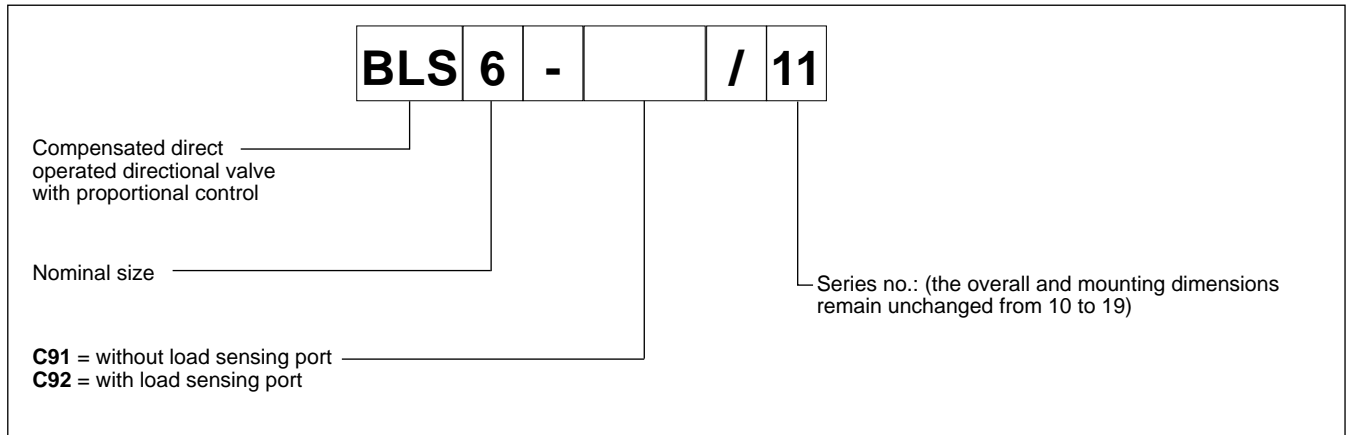 BLS 6 - / 11
Compensated direct
operated directional valve
with proportional control
Nominal size
Series no.: (the overall and mounting dimensions
remain unchanged from 10 to 19)
C91 = without load sensing port
C92 = with load sensing port